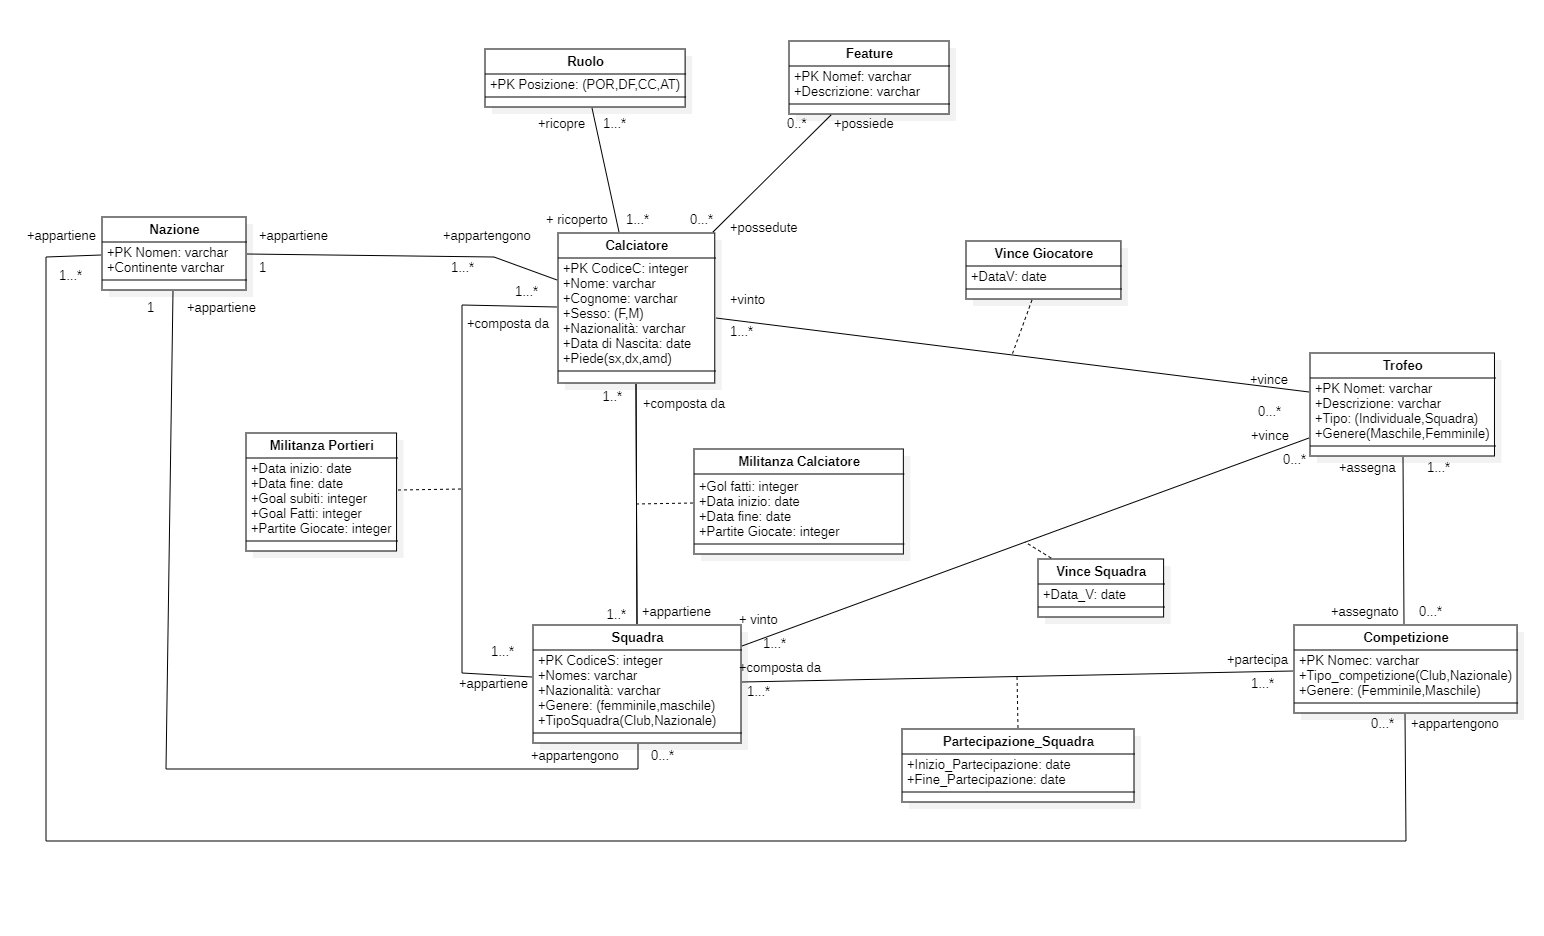 Ruolo
+PK Posizione: (POR,DF,CC,AT)
+ricopre
1...*
Feature
+PK Nomef: varchar
+Descrizione: varchar
0..*
+possiede
+ ricoperto
1...*
0...*
+possedute
+appartiene
1...*
Nazione
+PK Nomen: varchar
+Continente varchar
+appartiene
1
+appartengono
1...*
1
+appartiene
Calciatore
+PK CodiceC: integer
+Nome: varchar
+Cognome: varchar
+Sesso: (F,M)
+Nazionalità: varchar
+Data di Nascita: date
+Piede(sx,dx,amd)
1...*
+composta da
+vinto
1...*
Vince Giocatore
+DataV: date
+vince
0...*
Trofeo
+PK Nomet: varchar
+Descrizione: varchar
+Tipo: (Individuale,Squadra)
+Genere(Maschile,Femminile)
+vince
0...*
+assegna
1...*
1..*
+composta da
Militanza Portieri
+Data inizio: date
+Data fine: date
+Goal subiti: integer
+Goal Fatti: integer
+Partite Giocate: integer
Militanza Calciatore
+Gol fatti: integer
+Data inizio: date
+Data fine: date
+Partite Giocate: integer
Vince Squadra
+Data_V: date
1..*
+appartiene
+ vinto
1...*
+assegnato
0...*
1...*
+appartiene
Squadra
+PK CodiceS: integer
+Nomes: varchar
+Nazionalità: varchar
+Genere: (femminile,maschile)
+TipoSquadra(Club,Nazionale)
+composta da
1...*
+partecipa
1...*
Competizione
+PK Nomec: varchar
+Tipo_competizione(Club,Nazionale)
+Genere: (Femminile,Maschile)
+appartengono
0...*
0...*
+appartengono
Partecipazione_Squadra
+Inizio_Partecipazione: date
+Fine_Partecipazione: date